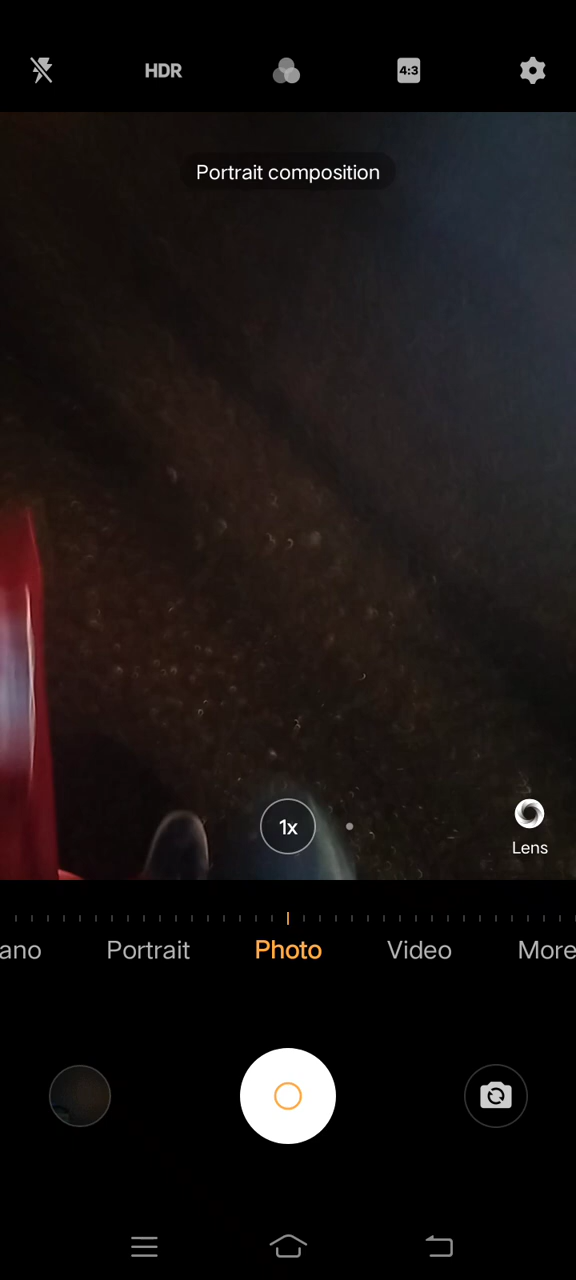 HDR
4:3
Portrait composition
1x
Lens
ano
Portrait
Photo
Video
More